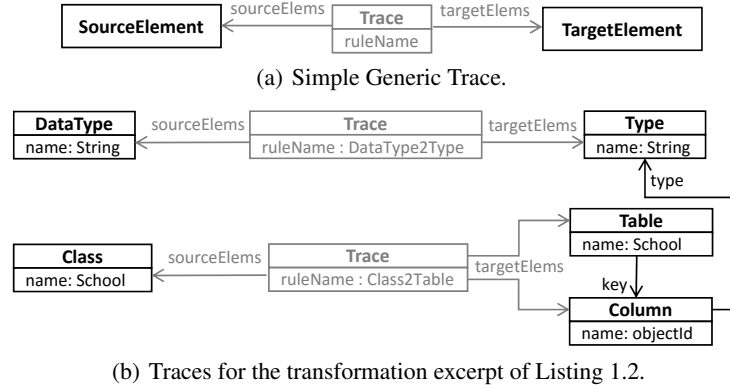 SourceElement sourceElems Trace ruleName targetElems TargetElement
(a) Simple Generic Trace.
DataType sourceElems Trace targetElems Type
name: String ruleName : DataType2Type name: String
type
Class sourceElems Trace targetElems Table
name: School ruleName : Class2Table name: School
key
Column
name: objectId
(b) Traces for the transformation excerpt of Listing 1.2.